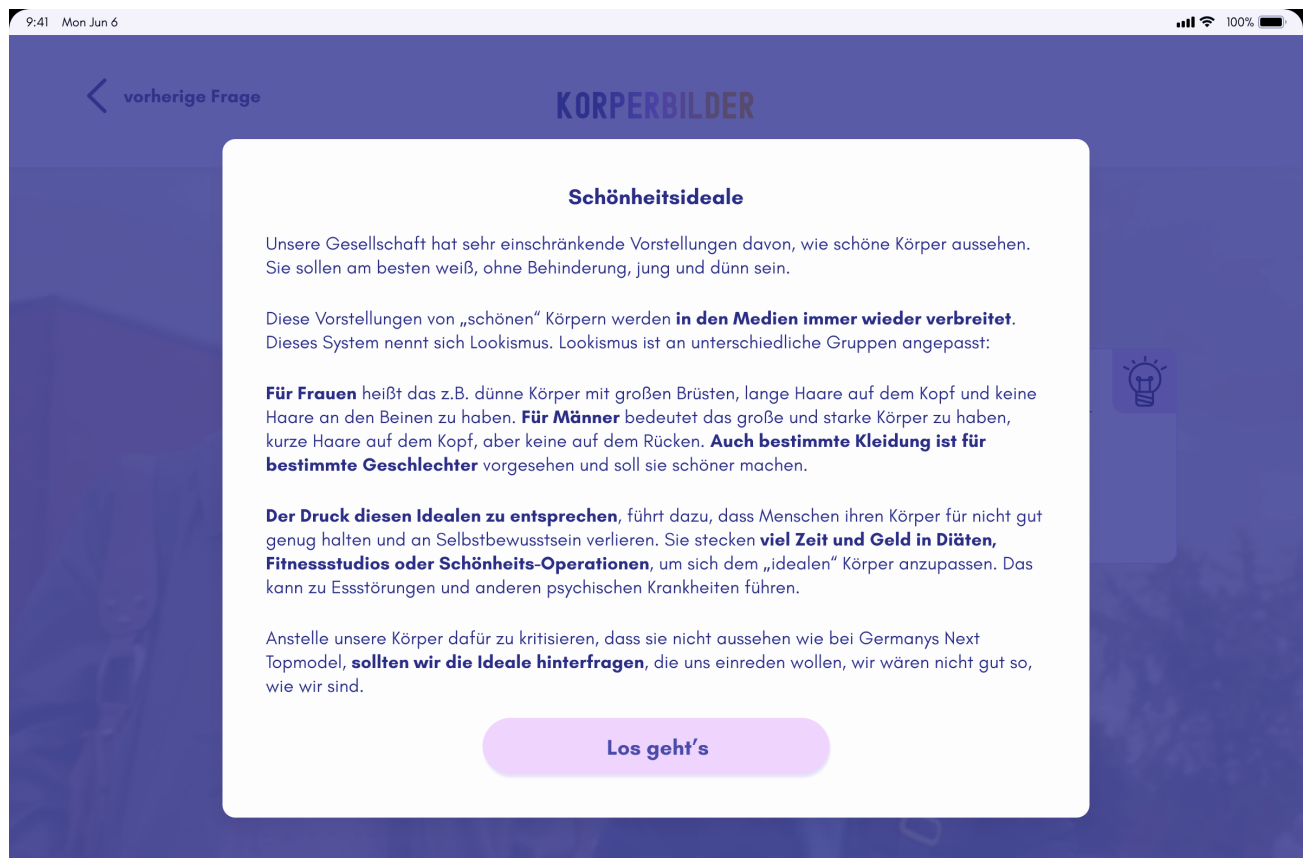 9:41 Mon Jun 6
100%
vorherige Frage
KORPERBILDER
Schönheitsideale
Unsere Gesellschaft hat sehr einschränkende Vorstellungen davon, wie schöne Körper aussehen.
Sie sollen am besten weiß, ohne Behinderung, jung und dünn sein.
Diese Vorstellungen von „schönen“ Körpern werden in den Medien immer wieder verbreitet.
Dieses System nennt sich Lookismus. Lookismus ist an unterschiedliche Gruppen angepasst:
Für Frauen heißt das z.B. dünne Körper mit großen Brüsten, lange Haare auf dem Kopf und keine
Haare an den Beinen zu haben. Für Männer bedeutet das große und starke Körper zu haben,
kurze Haare auf dem Kopf, aber keine auf dem Rücken. Auch bestimmte Kleidung ist für
bestimmte Geschlechter vorgesehen und soll sie schöner machen.
Der Druck diesen Idealen zu entsprechen, führt dazu, dass Menschen ihren Körper für nicht gut
genug halten und an Selbstbewusstsein verlieren. Sie stecken viel Zeit und Geld in Diäten,
Fitnessstudios oder Schönheits-Operationen, um sich dem „idealen“ Körper anzupassen. Das
kann zu Essstörungen und anderen psychischen Krankheiten führen.
Anstelle unsere Körper dafür zu kritisieren, dass sie nicht aussehen wie bei Germanys Next
Topmodel, sollten wir die Ideale hinterfragen, die uns einreden wollen, wir wären nicht gut so,
wie wir sind.
Los geht’s